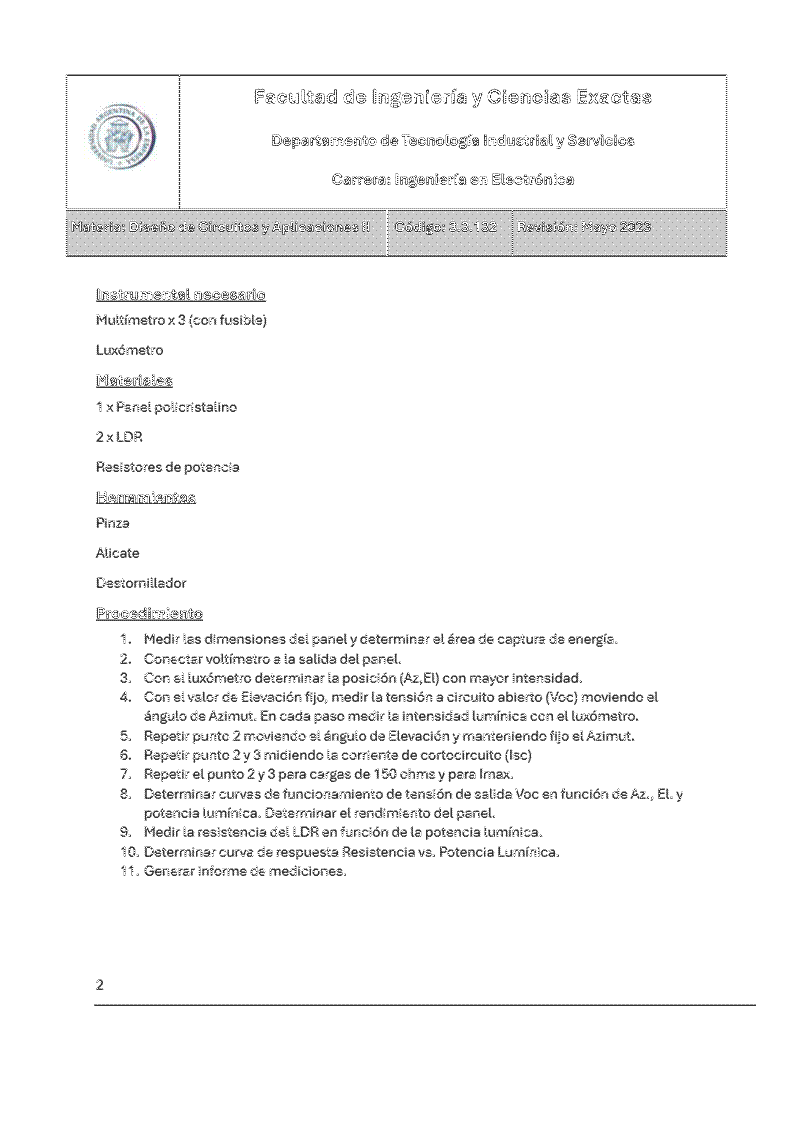 Facultad de Ingeniería y Ciencias Exactas
Departamento de Tecnología Industrial y Servicios
Carrera: Ingeniería en Electrónica
Materia: Diseño de Circuitos y Aplicaciones II Código: 3.3.132 Revisión: Mayo 2023
Instrumental necesario
Multímetro x 3 (con fusible)
Luxómetro
Materiales
1 x Panel policristalino
2 x LDR
Resistores de potencia
Herramientas
Pinza
Alicate
Destornillador
Procedimiento
1. Medir las dimensiones del panel y determinar el área de captura de energía.
2. Conectar voltímetro a la salida del panel.
3. Con el luxómetro determinar la posición (Az,El) con mayor intensidad.
4. Con el valor de Elevación fijo, medir la tensión a circuito abierto (Voc) moviendo el
ángulo de Azimut. En cada paso medir la intensidad lumínica con el luxómetro.
5. Repetir punto 2 moviendo el ángulo de Elevación y manteniendo fijo el Azimut.
6. Repetir punto 2 y 3 midiendo la corriente de cortocircuito (Isc)
7. Repetir el punto 2 y 3 para cargas de 150 ohms y para Imax.
8. Determinar curvas de funcionamiento de tensión de salida Voc en función de Az., El. y
potencia lumínica. Determinar el rendimiento del panel.
9. Medir la resistencia del LDR en función de la potencia lumínica.
10. Determinar curva de respuesta Resistencia vs. Potencia Lumínica.
11. Generar informe de mediciones.
2